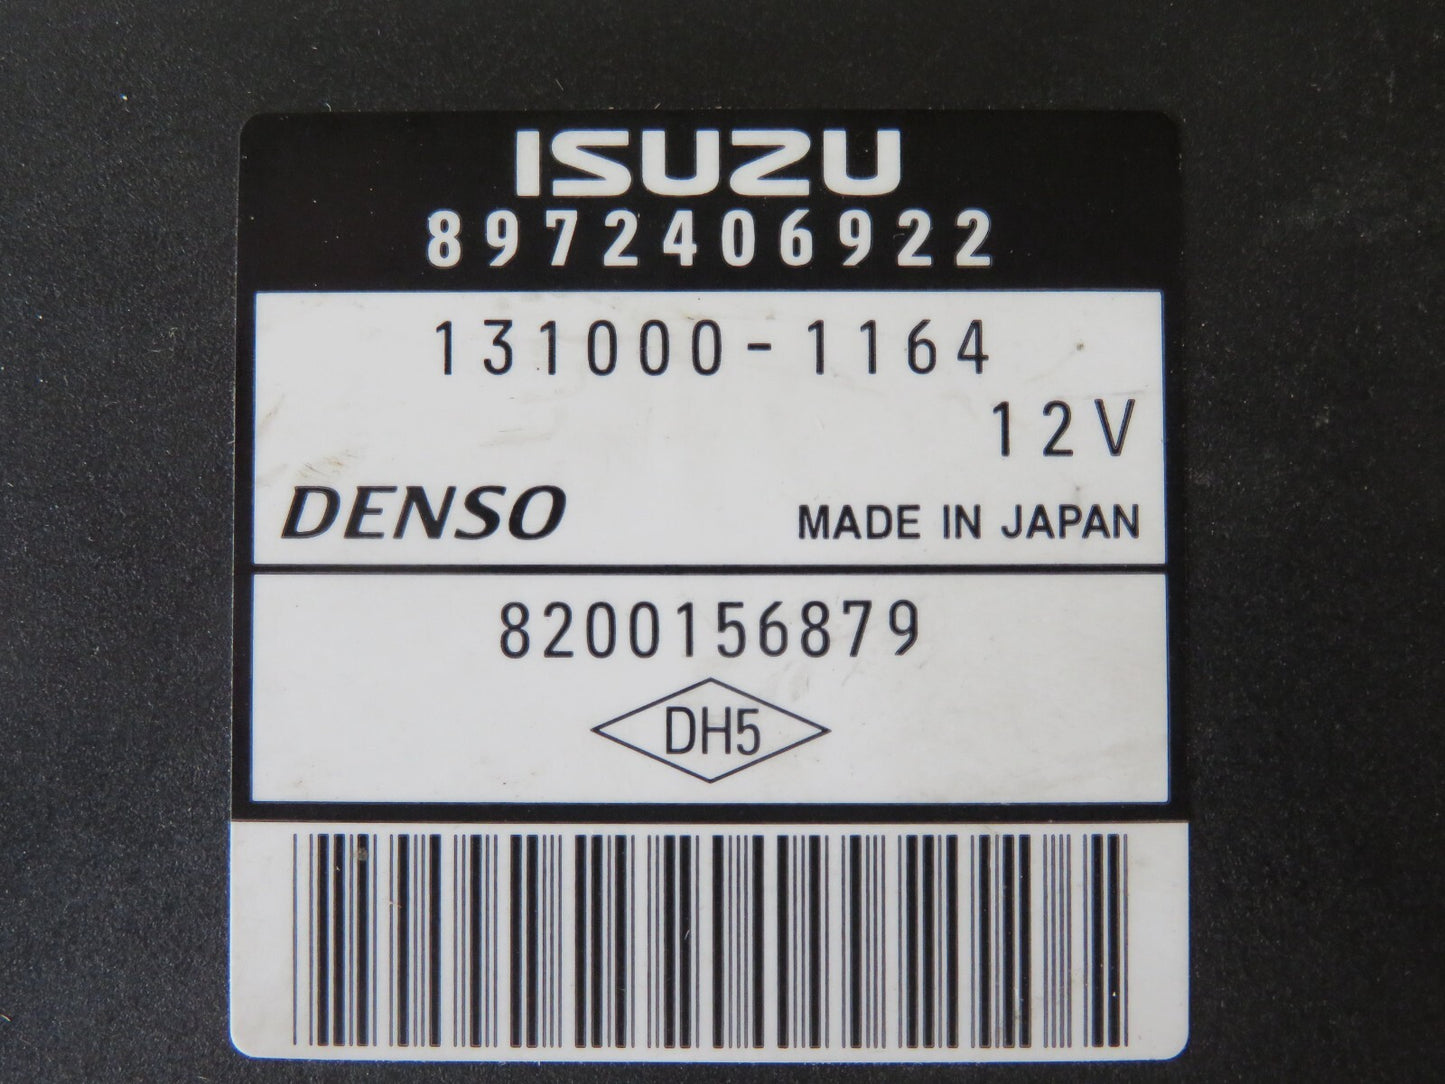 ISUZU
8972406922
131000-1164
12V
DENSO MADE IN JAPAN
8200156879
DH5